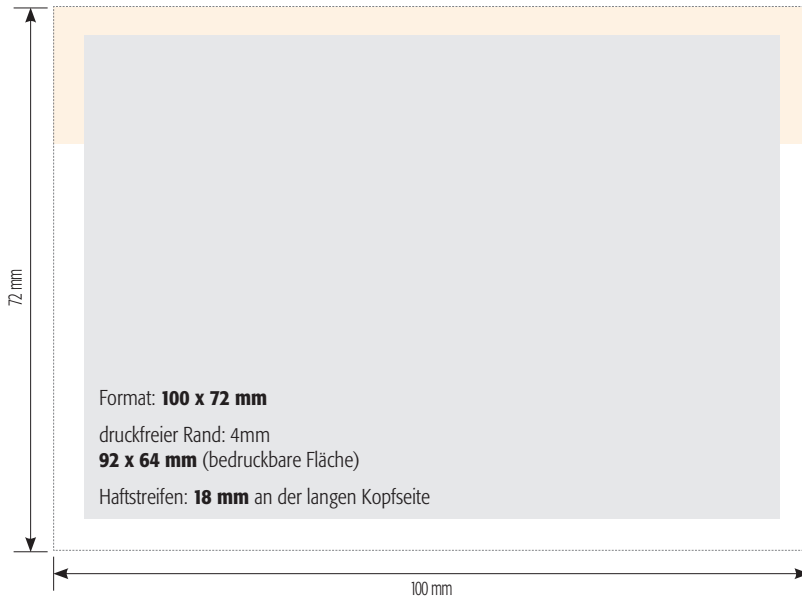 72 mm
Format: 100 x 72 mm
druckfreier Rand: 4mm
92 x 64 mm (bedruckbare Fläche)
Haftstreifen: 18 mm an der langen Kopfseite
100 mm